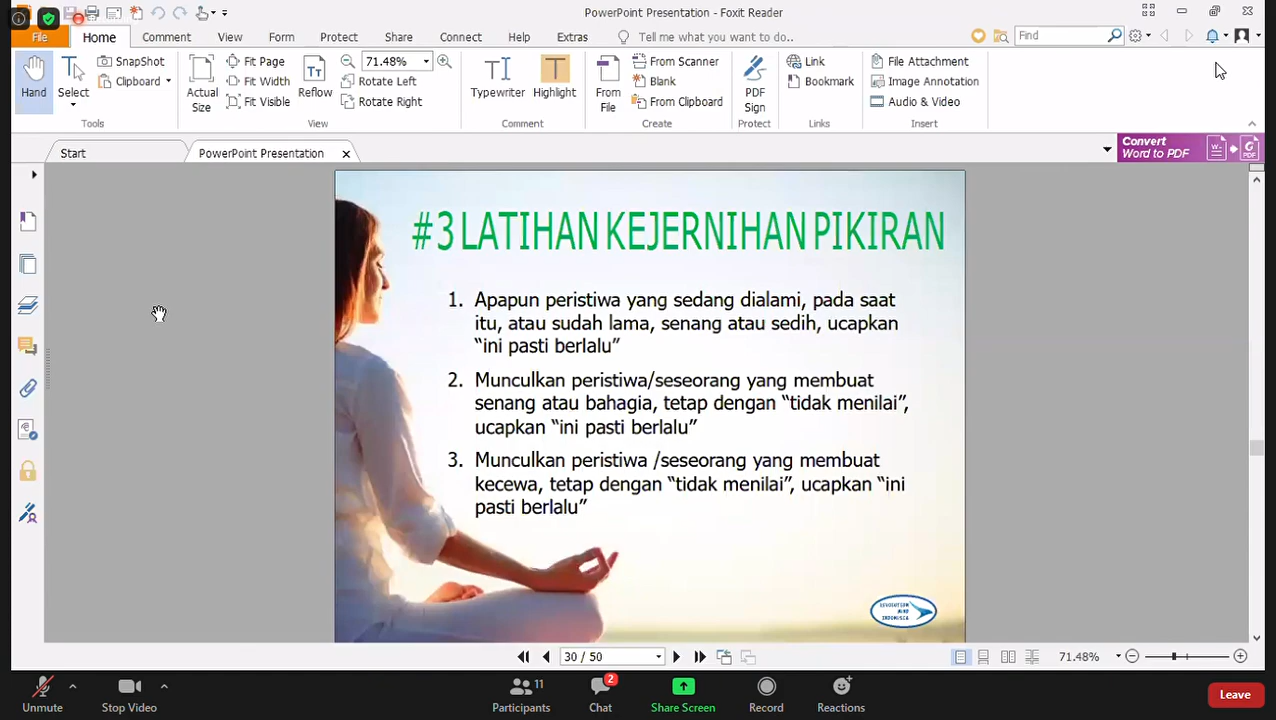 PowerPoint Presentation - Foxit Reader
File Home Comment View Form Protect Share Connect Help Extras Tell me what you want to do.. Find
Hand
Select
SnapShot
Clipboard
Tools
Actual
Size
Fit Page
Fit Width
Fit Visible
Reflow
71.48%
Rotate Left
Rotate Right
View
Typewriter
Highlight
Comment
From
File
From Scanner
Blank
From Clipboard
Create
PDF
Sign
Protect
Link
Bookmark
Links
File Attachment
Image Annotation
Audio & Video
Insert
Start PowerPoint Presentation
Convert
Word to PDF
#3 LATIHAN KEJERNIHAN PIKIRAN
1. Apapun peristiwa yang sedang dialami, pada saat
itu, atau sudah lama, senang atau sedih, ucapkan
“ini pasti berlalu”
2. Munculkan peristiwa/seseorang yang membuat
senang atau bahagia, tetap dengan “tidak menilai”,
ucapkan “ini pasti berlalu”
3. Munculkan peristiwa /seseorang yang membuat
kecewa, tetap dengan “tidak menilai”, ucapkan “ini
pasti berlalu”
REVOLUTION
MIND
INDONESIA
30 / 50 71.48%
Unmute Stop Video 11 Participants 2 Chat Share Screen Record Reactions Leave